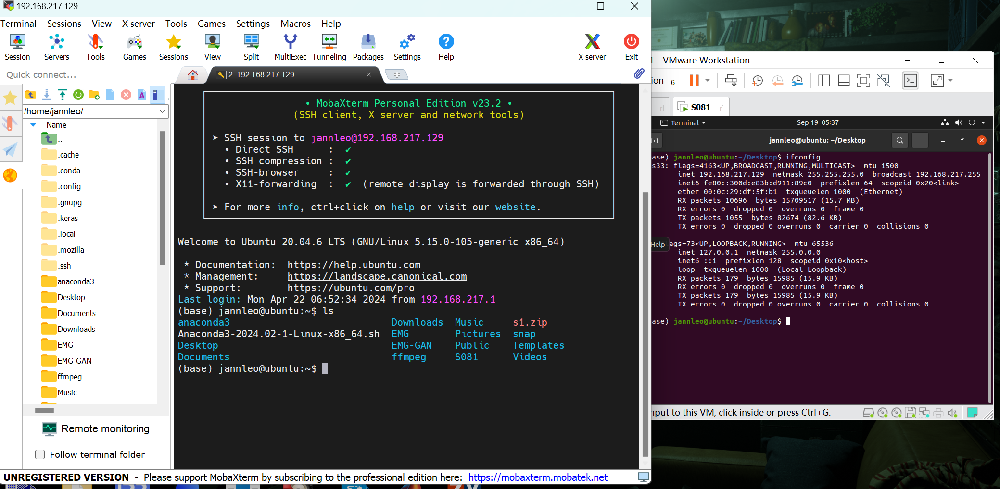 192.168.217.129
Terminal Sessions View X server Tools Games Settings Macros Help
Session Servers Tools Games Sessions View Split MultiExec Tunneling Packages Settings Help X server Exit
Quick connect...
2. 192.168.217.129
/home/jannleo/
Name
..
.cache
.conda
.config
.gnupg
.keras
.local
.mozilla
.ssh
anaconda3
Desktop
Documents
Downloads
EMG
EMG-GAN
ffmpeg
Music
Remote monitoring
Follow terminal folder
• MobaXterm Personal Edition v23.2 •
(SSH client, X server and network tools)
➤ SSH session to jannleo@192.168.217.129
• Direct SSH : ✔
• SSH compression : ✔
• SSH-browser : ✔
• X11-forwarding : ✔ (remote display is forwarded through SSH)
➤ For more info, ctrl+click on help or visit our website.
Welcome to Ubuntu 20.04.6 LTS (GNU/Linux 5.15.0-105-generic x86_64)
* Documentation: https://help.ubuntu.com
* Management: https://landscape.canonical.com
* Support: https://ubuntu.com/pro
Last login: Mon Apr 22 06:52:34 2024 from 192.168.217.1
(base) jannleo@ubuntu:~$ ls
anaconda3 Downloads Music s1.zip
Anaconda3-2024.02-1-Linux-x86_64.sh EMG Pictures snap
Desktop EMG-GAN Public Templates
Documents ffmpeg S081 Videos
(base) jannleo@ubuntu:~$
UNREGISTERED VERSION - Please support MobaXterm by subscribing to the professional edition here: https://mobaxterm.mobatek.net
- VMware Workstation
ion 6
r] S081 r]
Terminal Sep 19 05:37
jannleo@ubuntu: ~/Desktop
ase) jannleo@ubuntu:~/Desktop$ ifconfig
s33: flags=4163<UP,BROADCAST,RUNNING,MULTICAST> mtu 1500
inet 192.168.217.129 netmask 255.255.255.0 broadcast 192.168.217.255
inet6 fe80::300d:e83b:d911:89c0 prefixlen 64 scopeid 0x20<link>
ether 00:0c:29:df:5f:b1 txqueuelen 1000 (Ethernet)
RX packets 10696 bytes 15709517 (15.7 MB)
RX errors 0 dropped 0 overruns 0 frame 0
TX packets 1055 bytes 82674 (82.6 KB)
TX errors 0 dropped 0 overruns 0 carrier 0 collisions 0
Help ags=73<UP,LOOPBACK,RUNNING> mtu 65536
inet 127.0.0.1 netmask 255.0.0.0
inet6 ::1 prefixlen 128 scopeid 0x10<host>
loop txqueuelen 1000 (Local Loopback)
RX packets 179 bytes 15985 (15.9 KB)
RX errors 0 dropped 0 overruns 0 frame 0
TX packets 179 bytes 15985 (15.9 KB)
TX errors 0 dropped 0 overruns 0 carrier 0 collisions 0
ase) jannleo@ubuntu:~/Desktop$
nput to this VM, click inside or press Ctrl+G.